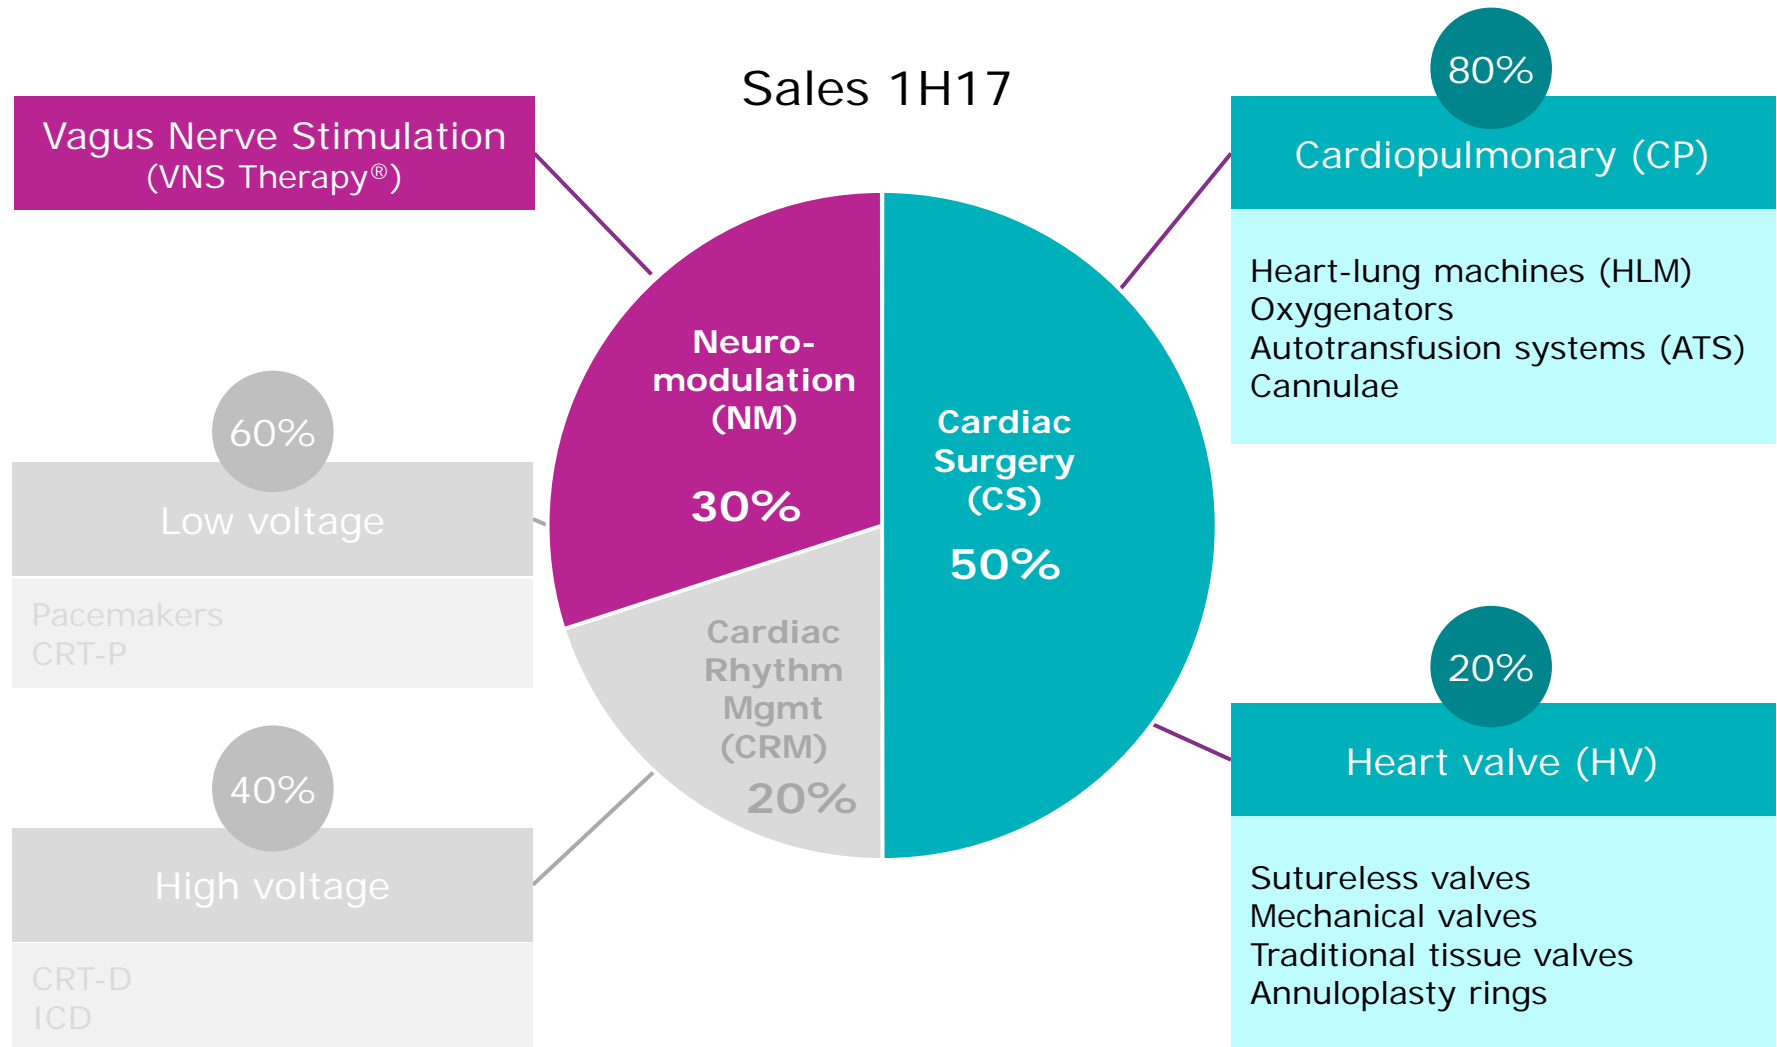 Sales 1H17
Vagus Nerve Stimulation
(VNS Therapy®)
60%
Low voltage
Pacemakers
CRT-P
40%
High voltage
CRT-D
ICD
Neuro-
modulation
(NM)
30%
Cardiac
Rhythm
Mgmt
(CRM)
20%
Cardiac
Surgery
(CS)
50%
80%
Cardiopulmonary (CP)
Heart-lung machines (HLM)
Oxygenators
Autotransfusion systems (ATS)
Cannulae
20%
Heart valve (HV)
Sutureless valves
Mechanical valves
Traditional tissue valves
Annuloplasty rings